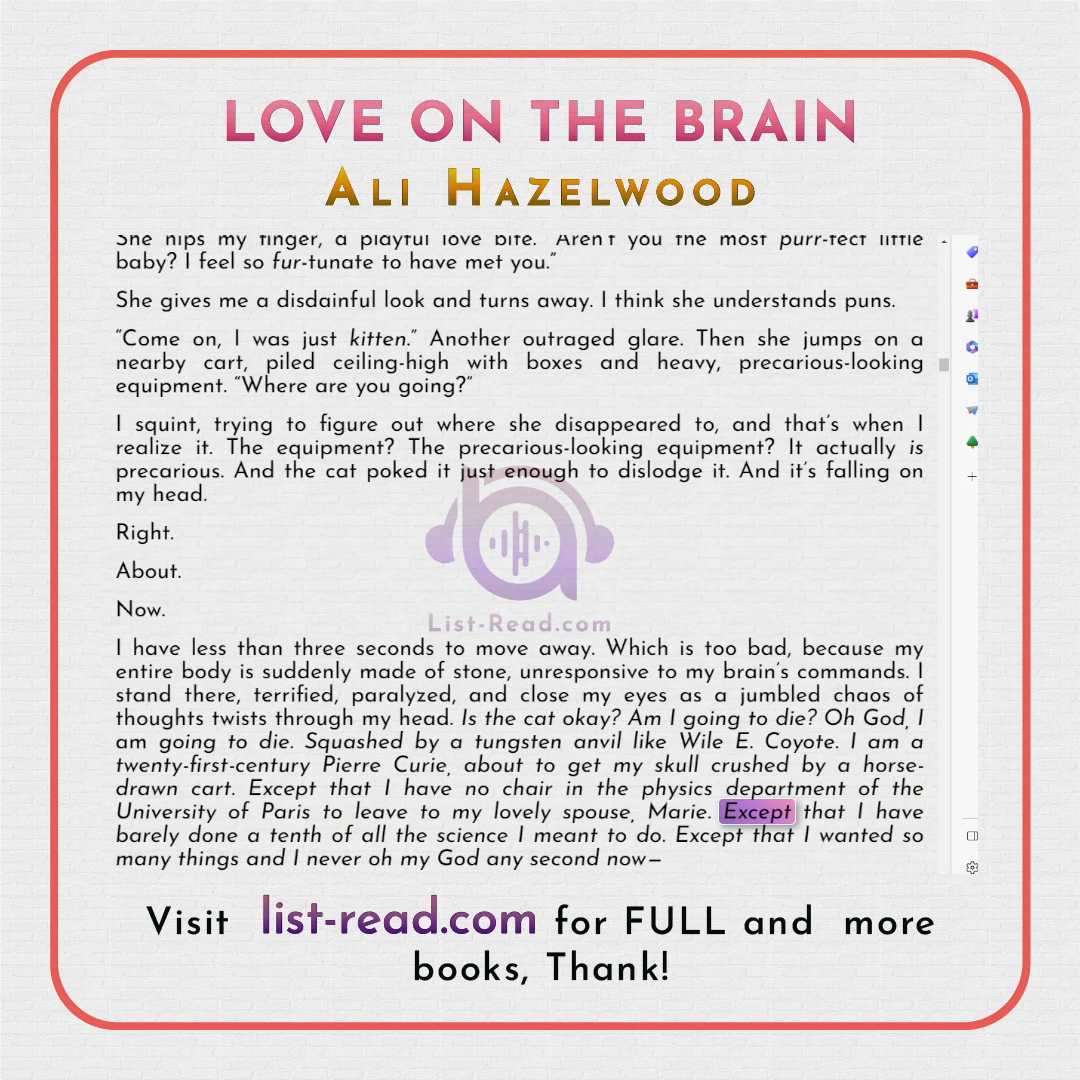 LOVE ON THE BRAIN
ALI HAZELWOOD
She nips my finger, a playful love bite. “Aren’t you the most purr-fect little
baby? I feel so fur-tunate to have met you.”
She gives me a disdainful look and turns away. I think she understands puns.
“Come on, I was just kitten.” Another outraged glare. Then she jumps on a
nearby cart, piled ceiling-high with boxes and heavy, precarious-looking
equipment. “Where are you going?”
I squint, trying to figure out where she disappeared to, and that’s when I
realize it. The equipment? The precarious-looking equipment? It actually is
precarious. And the cat poked it just enough to dislodge it. And it’s falling on
my head.
Right.
About.
Now.
List-Read.com
I have less than three seconds to move away. Which is too bad, because my
entire body is suddenly made of stone, unresponsive to my brain’s commands. I
stand there, terrified, paralyzed, and close my eyes as a jumbled chaos of
thoughts twists through my head. Is the cat okay? Am I going to die? Oh God, I
am going to die. Squashed by a tungsten anvil like Wile E. Coyote. I am a
twenty-first-century Pierre Curie, about to get my skull crushed by a horse-
drawn cart. Except that I have no chair in the physics department of the
University of Paris to leave to my lovely spouse, Marie. Except that I have
barely done a tenth of all the science I meant to do. Except that I wanted so
many things and I never oh my God any second now—
Visit list-read.com for FULL and more
books, Thank!